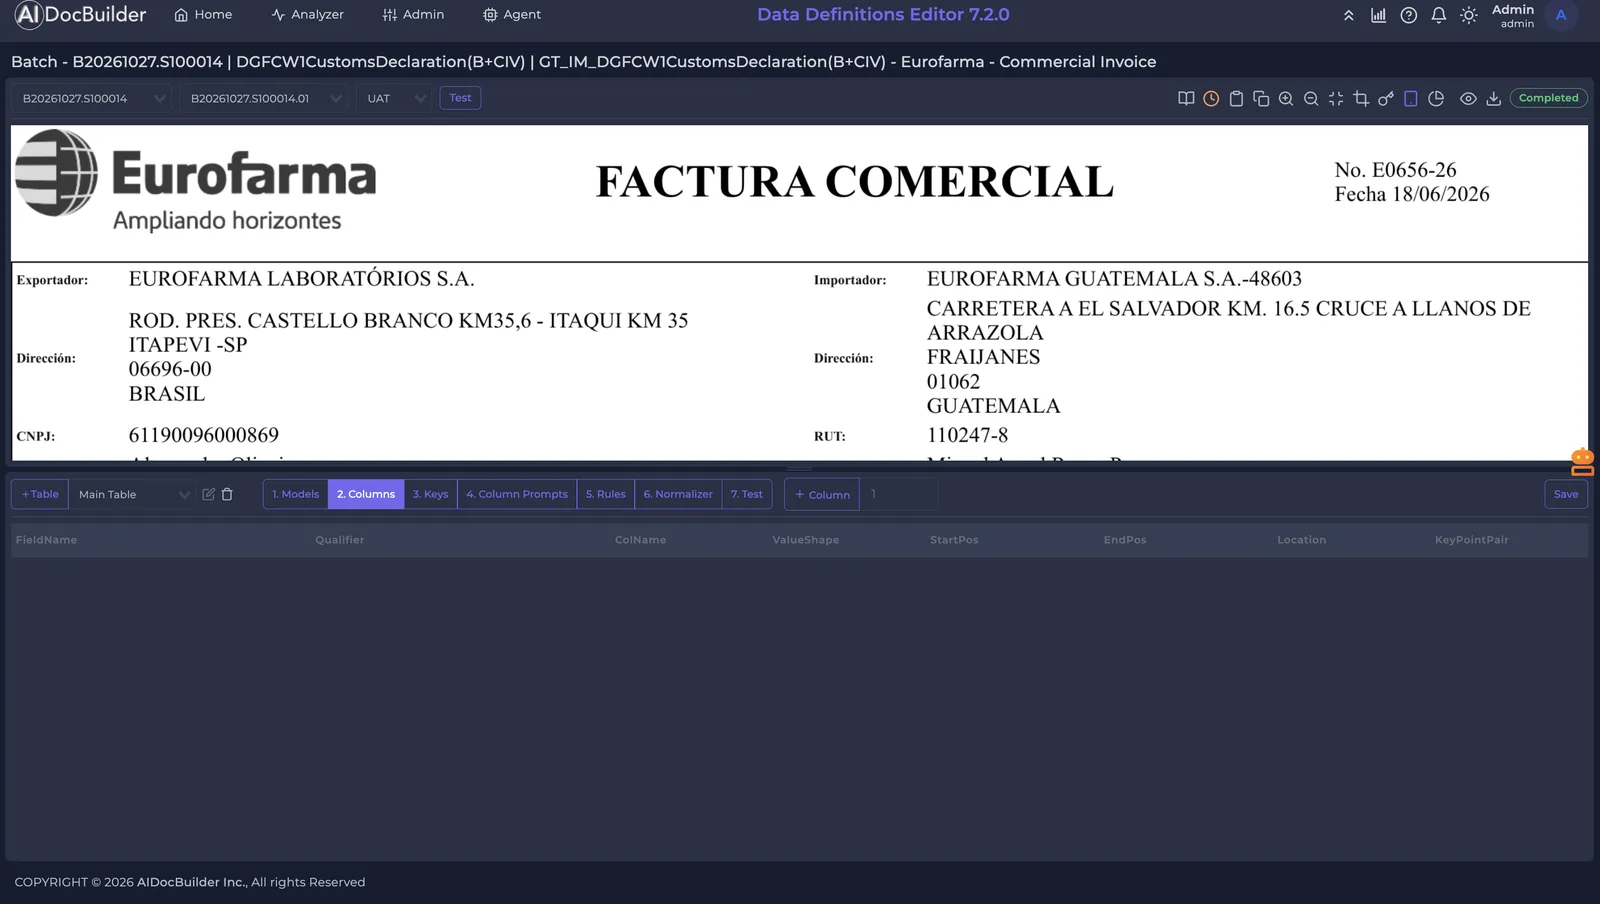 AIDocBuilder Home Analyzer Admin Agent Data Definitions Editor 7.2.0 Admin admin A
Batch - B20261027.S100014 | DGFCW1CustomsDeclaration(B+CIV) | GT_IM_DGFCW1CustomsDeclaration(B+CIV) - Eurofarma - Commercial Invoice
B20261027.S100014 B20261027.S100014.01 UAT Test Completed
Eurofarma
Ampliando horizontes
FACTURA COMERCIAL
No. E0656-26
Fecha 18/06/2026
Exportador: EUROFARMA LABORATÓRIOS S.A.
Dirección: ROD. PRES. CASTELLO BRANCO KM35,6 - ITAQUI KM 35
ITAPEVI -SP
06696-00
BRASIL
CNPJ: 61190096000869
Importador: EUROFARMA GUATEMALA S.A.-48603
Dirección: CARRETERA A EL SALVADOR KM. 16.5 CRUCE A LLANOS DE
ARRAZOLA
FRAIJANES
01062
GUATEMALA
RUT: 110247-8
+Table Main Table 1. Models 2. Columns 3. Keys 4. Column Prompts 5. Rules 6. Normalizer 7. Test + Column 1 Save
FieldName Qualifier ColName ValueShape StartPos EndPos Location KeyPointPair
COPYRIGHT © 2026 AIDocBuilder Inc., All rights Reserved